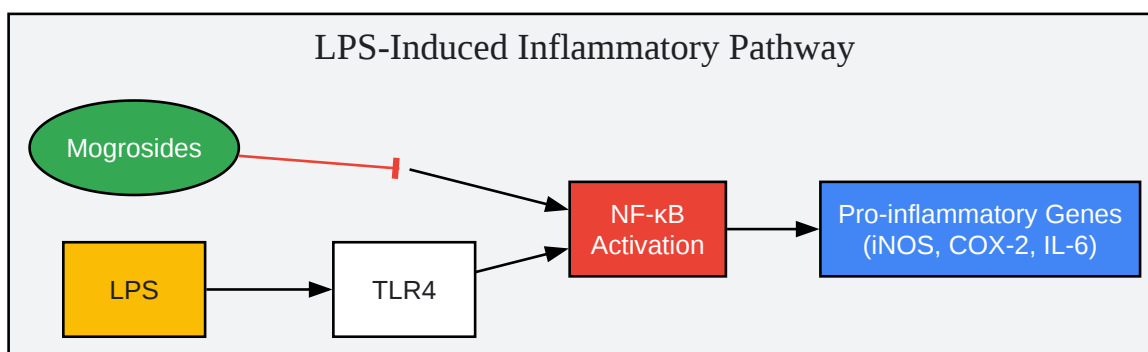 LPS-Induced Inflammatory Pathway
Mogrosides
LPS
TLR4
NF-κB
Activation
Pro-inflammatory Genes
(iNOS, COX-2, IL-6)